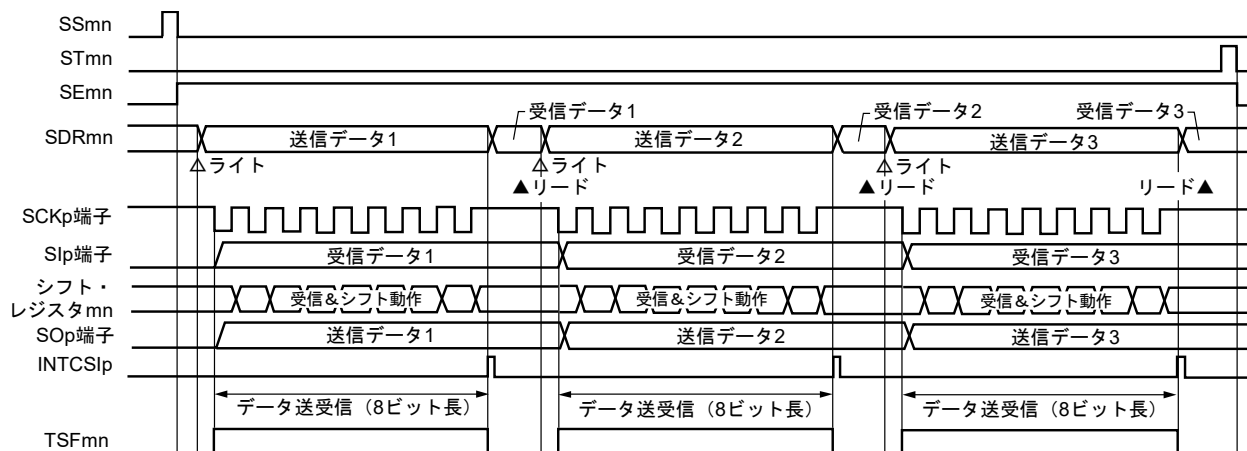 SSmn
STmn
SEmn
受信データ1
受信データ2
受信データ3
SDRmn
送信データ1
送信データ2
送信データ3
△ライト
△ライト
△ライト
▲リード
▲リード
リード▲
SCKp端子
SIp端子
受信データ1
受信データ2
受信データ3
シフト・
レジスタmn
受信&シフト動作
受信&シフト動作
受信&シフト動作
SOp端子
送信データ1
送信データ2
送信データ3
INTCSIp
データ送受信（8ビット長）
データ送受信（8ビット長）
データ送受信（8ビット長）
TSFmn